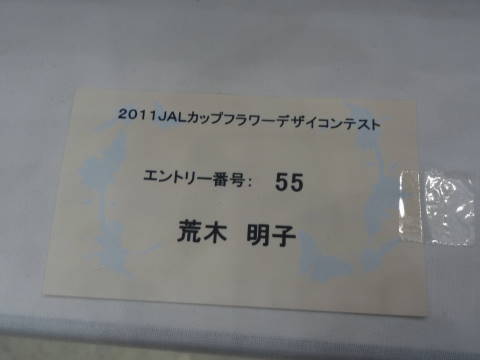 2011JALカップフラワーデザイコンテスト
エントリー番号: 55
荒木 明子